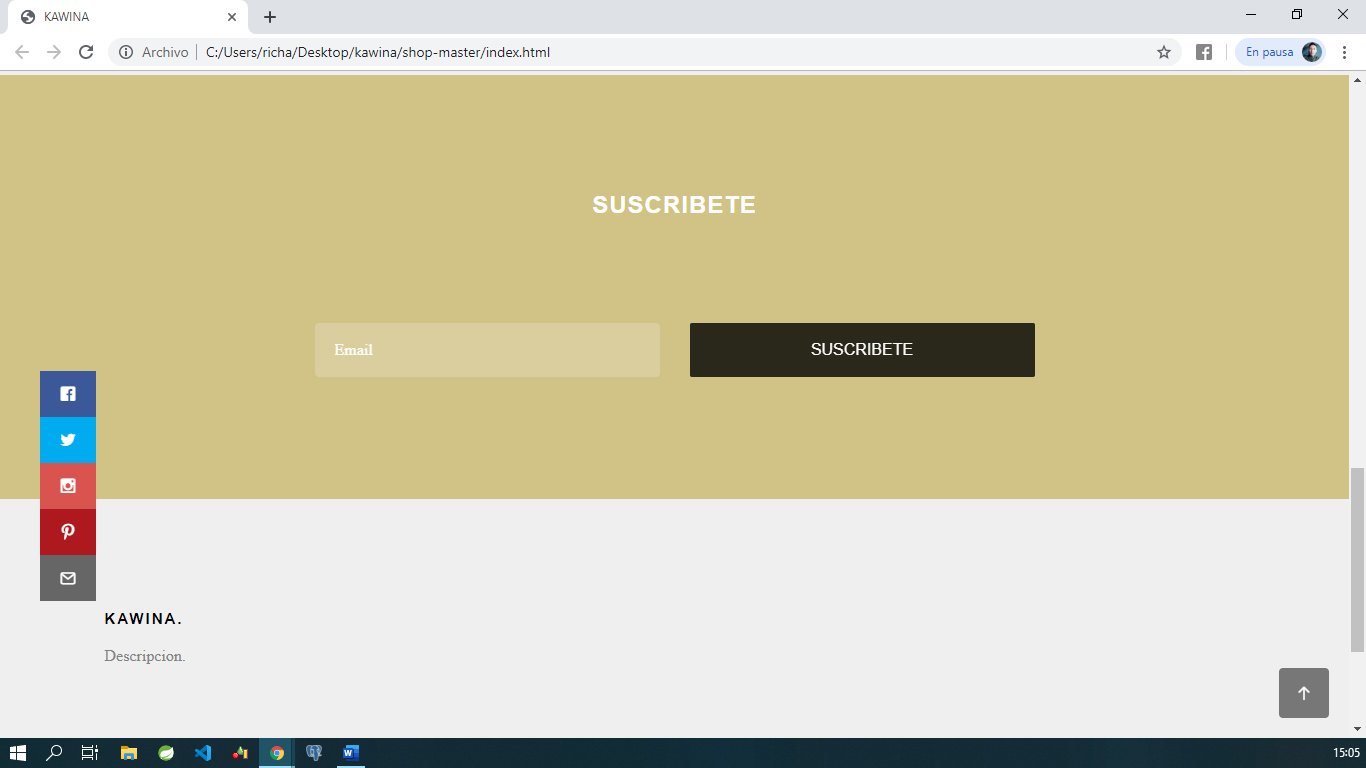 KAWINA
Archivo C:/Users/richa/Desktop/kawina/shop-master/index.html En pausa
SUSCRIBETE
Email SUSCRIBETE
KAWINA.
Descripcion.
15:05